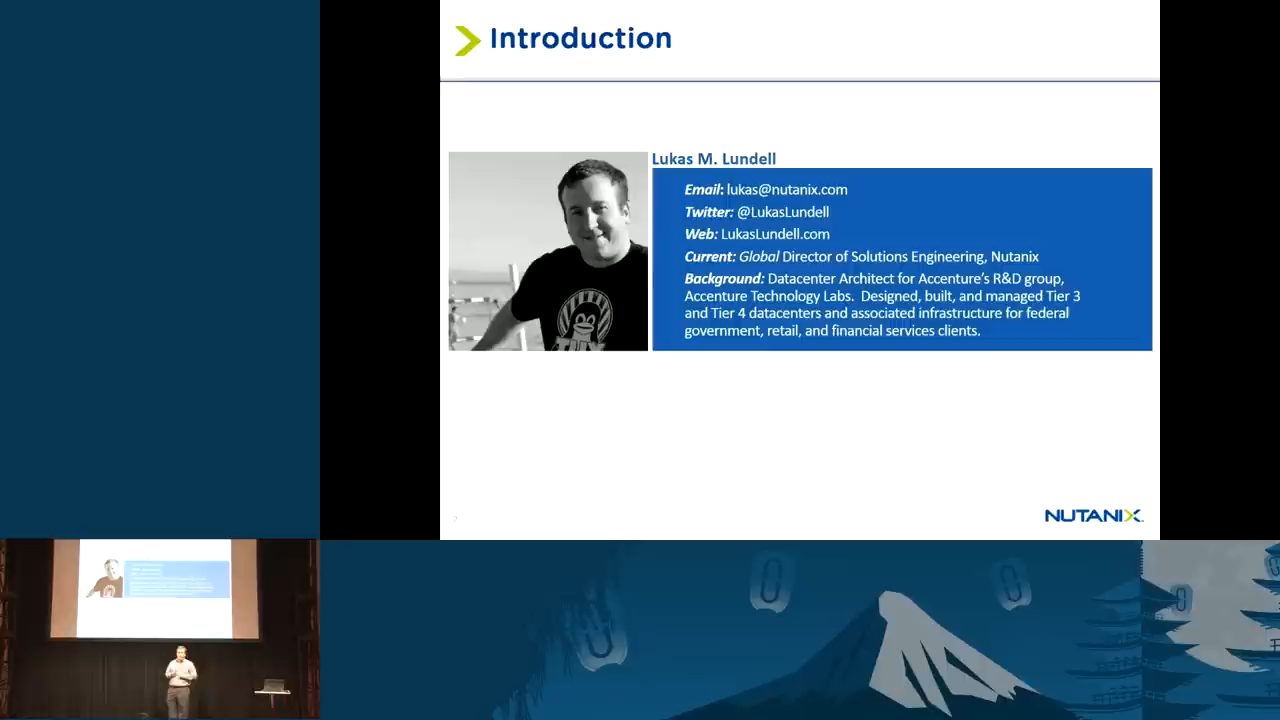 Introduction
Lukas M. Lundell
Email: lukas@nutanix.com
Twitter: @LukasLundell
Web: LukasLundell.com
Current: Global Director of Solutions Engineering, Nutanix
Background: Datacenter Architect for Accenture's R&D group,
Accenture Technology Labs. Designed, built, and managed Tier 3
and Tier 4 datacenters and associated infrastructure for federal
government, retail, and financial services clients.
NUTANIX